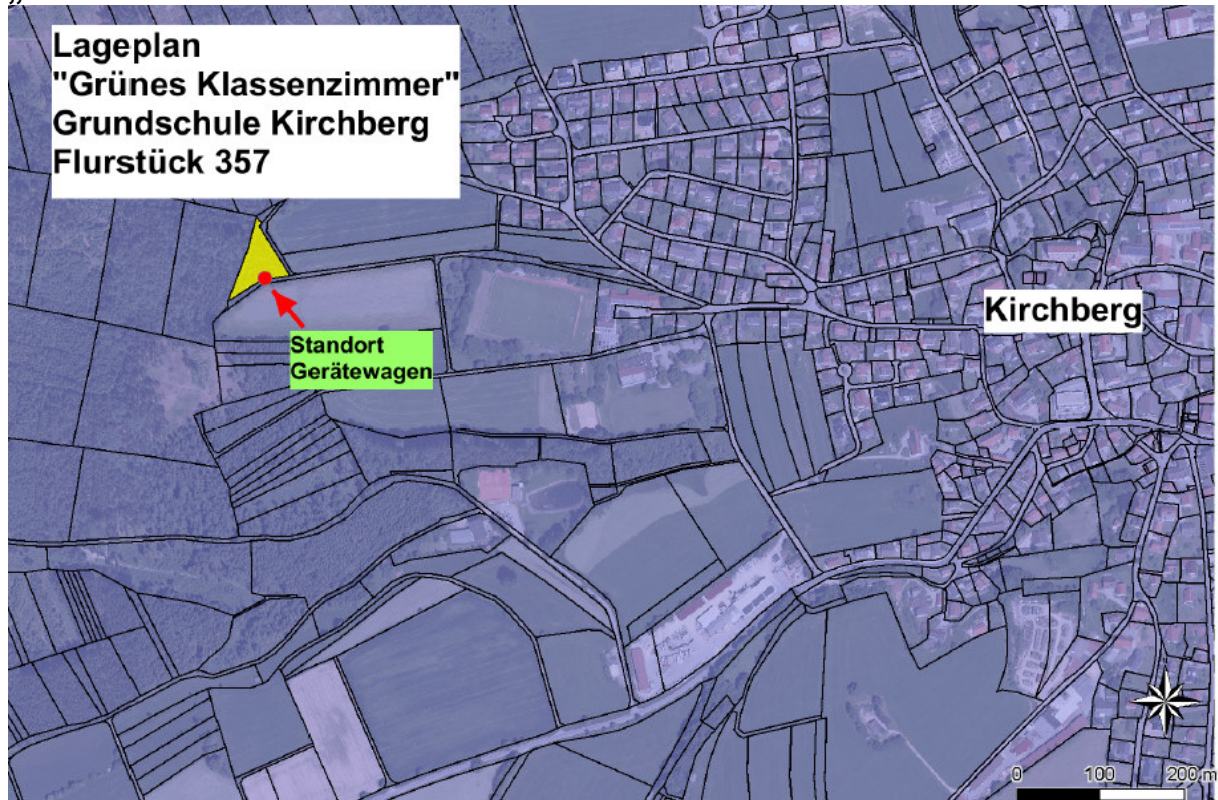 „
Lageplan
"Grünes Klassenzimmer"
Grundschule Kirchberg
Flurstück 357
Kirchberg
Standort
Gerätewagen
0 100 200 m